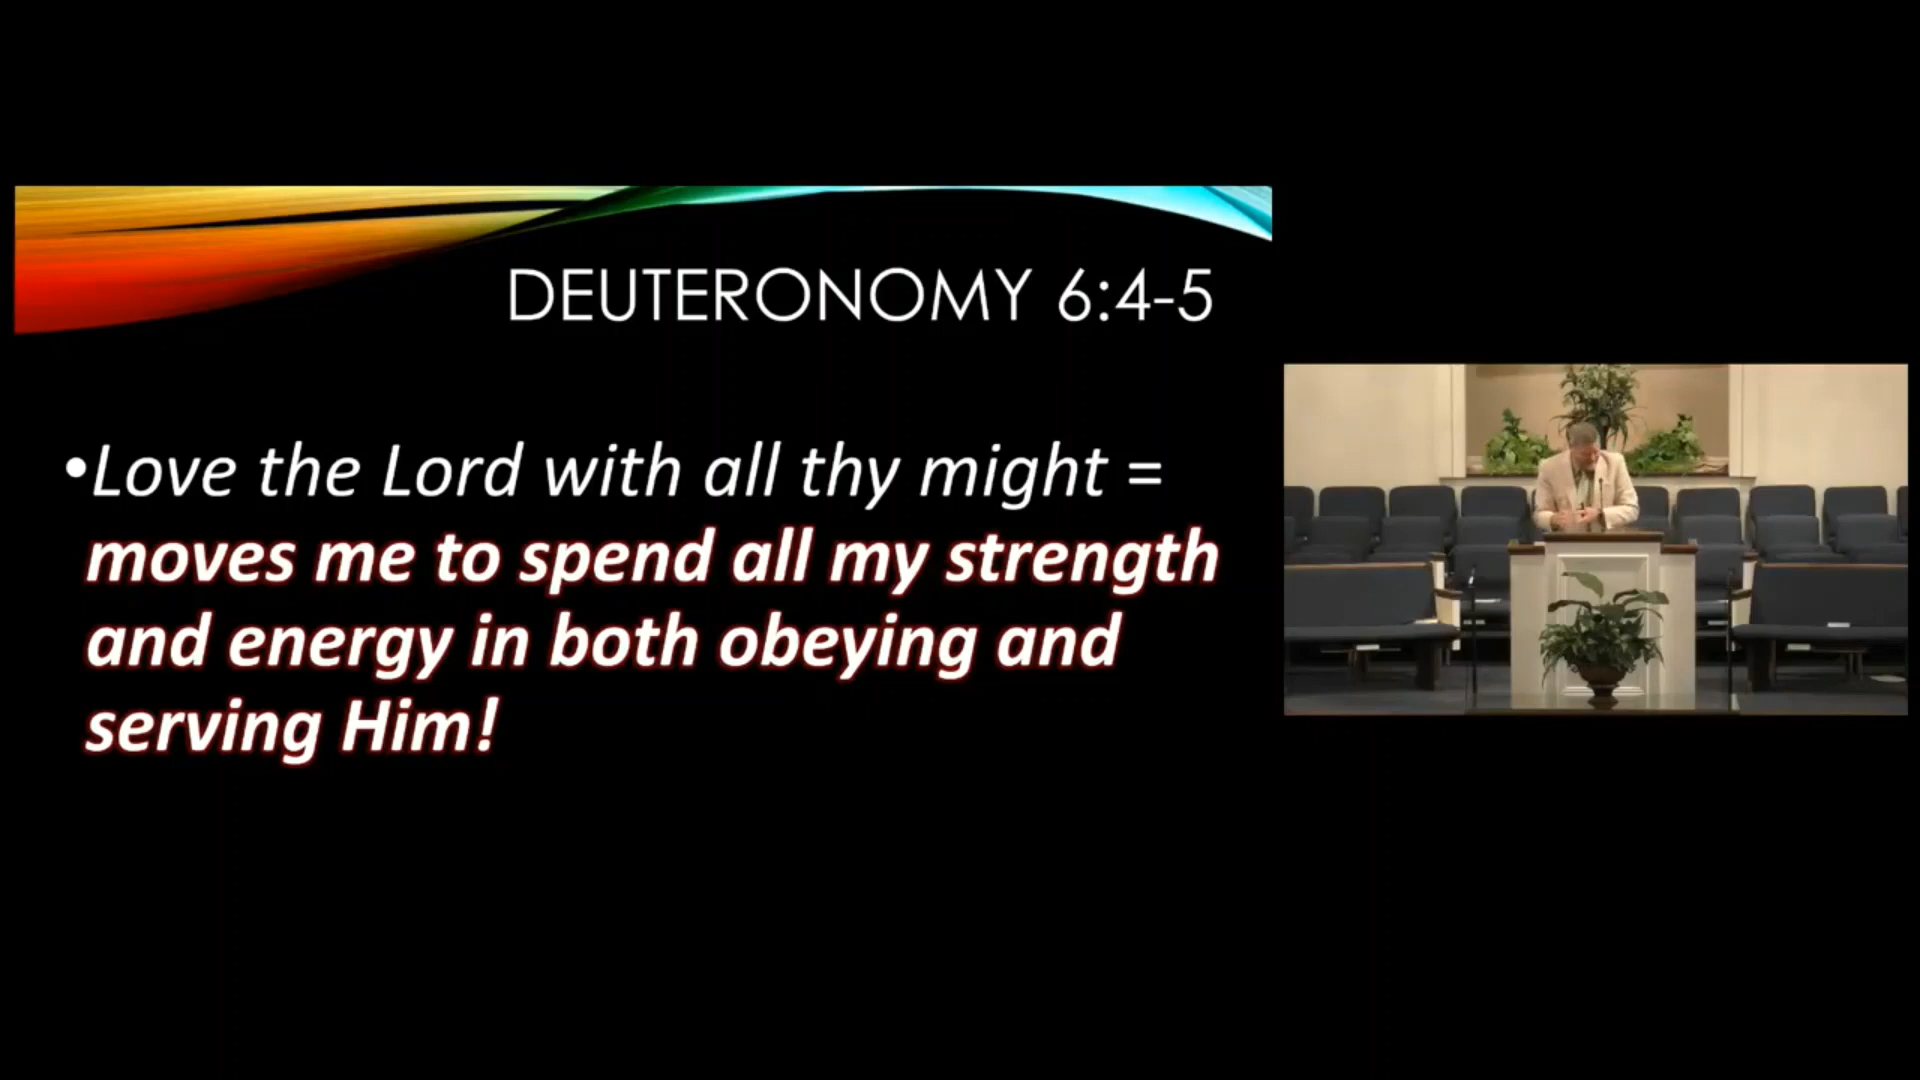 DEUTERONOMY 6:4-5
•Love the Lord with all thy might =
moves me to spend all my strength
and energy in both obeying and
serving Him!